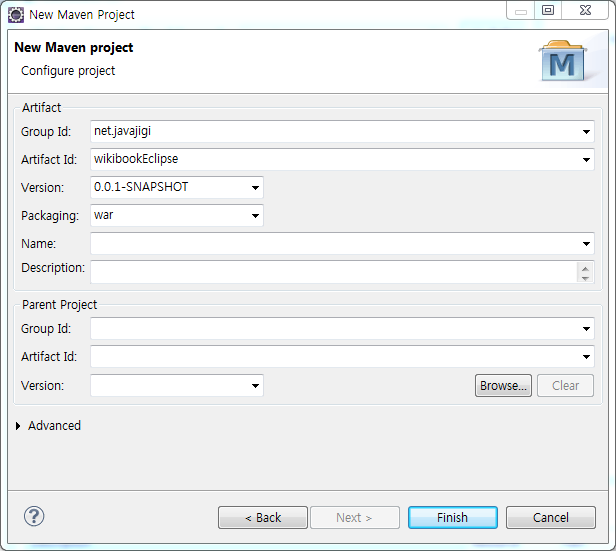 New Maven Project
New Maven project
Configure project
M
Artifact
Group Id: net.javajigi
Artifact Id: wikibookEclipse
Version: 0.0.1-SNAPSHOT
Packaging: war
Name:
Description:
Parent Project
Group Id:
Artifact Id:
Version: Browse... Clear
Advanced
? < Back Next > Finish Cancel